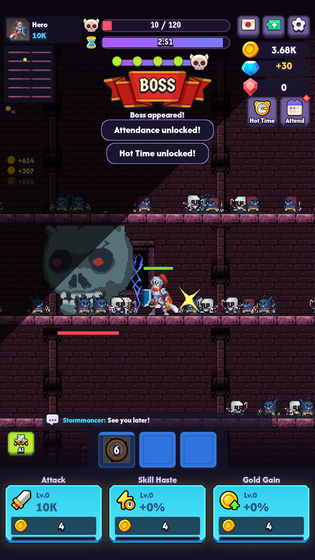 Hero
10K
10 / 120
2:51
3.68K
+30
BOSS
Boss appeared!
Attendance unlocked!
Hot Time unlocked!
Hot Time
Attend
+614
+307
+614
Stormmancer: See you later!
AI
6
Attack
Lv.0
10K
4
Skill Haste
Lv.0
+0%
4
Gold Gain
Lv.0
+0%
4